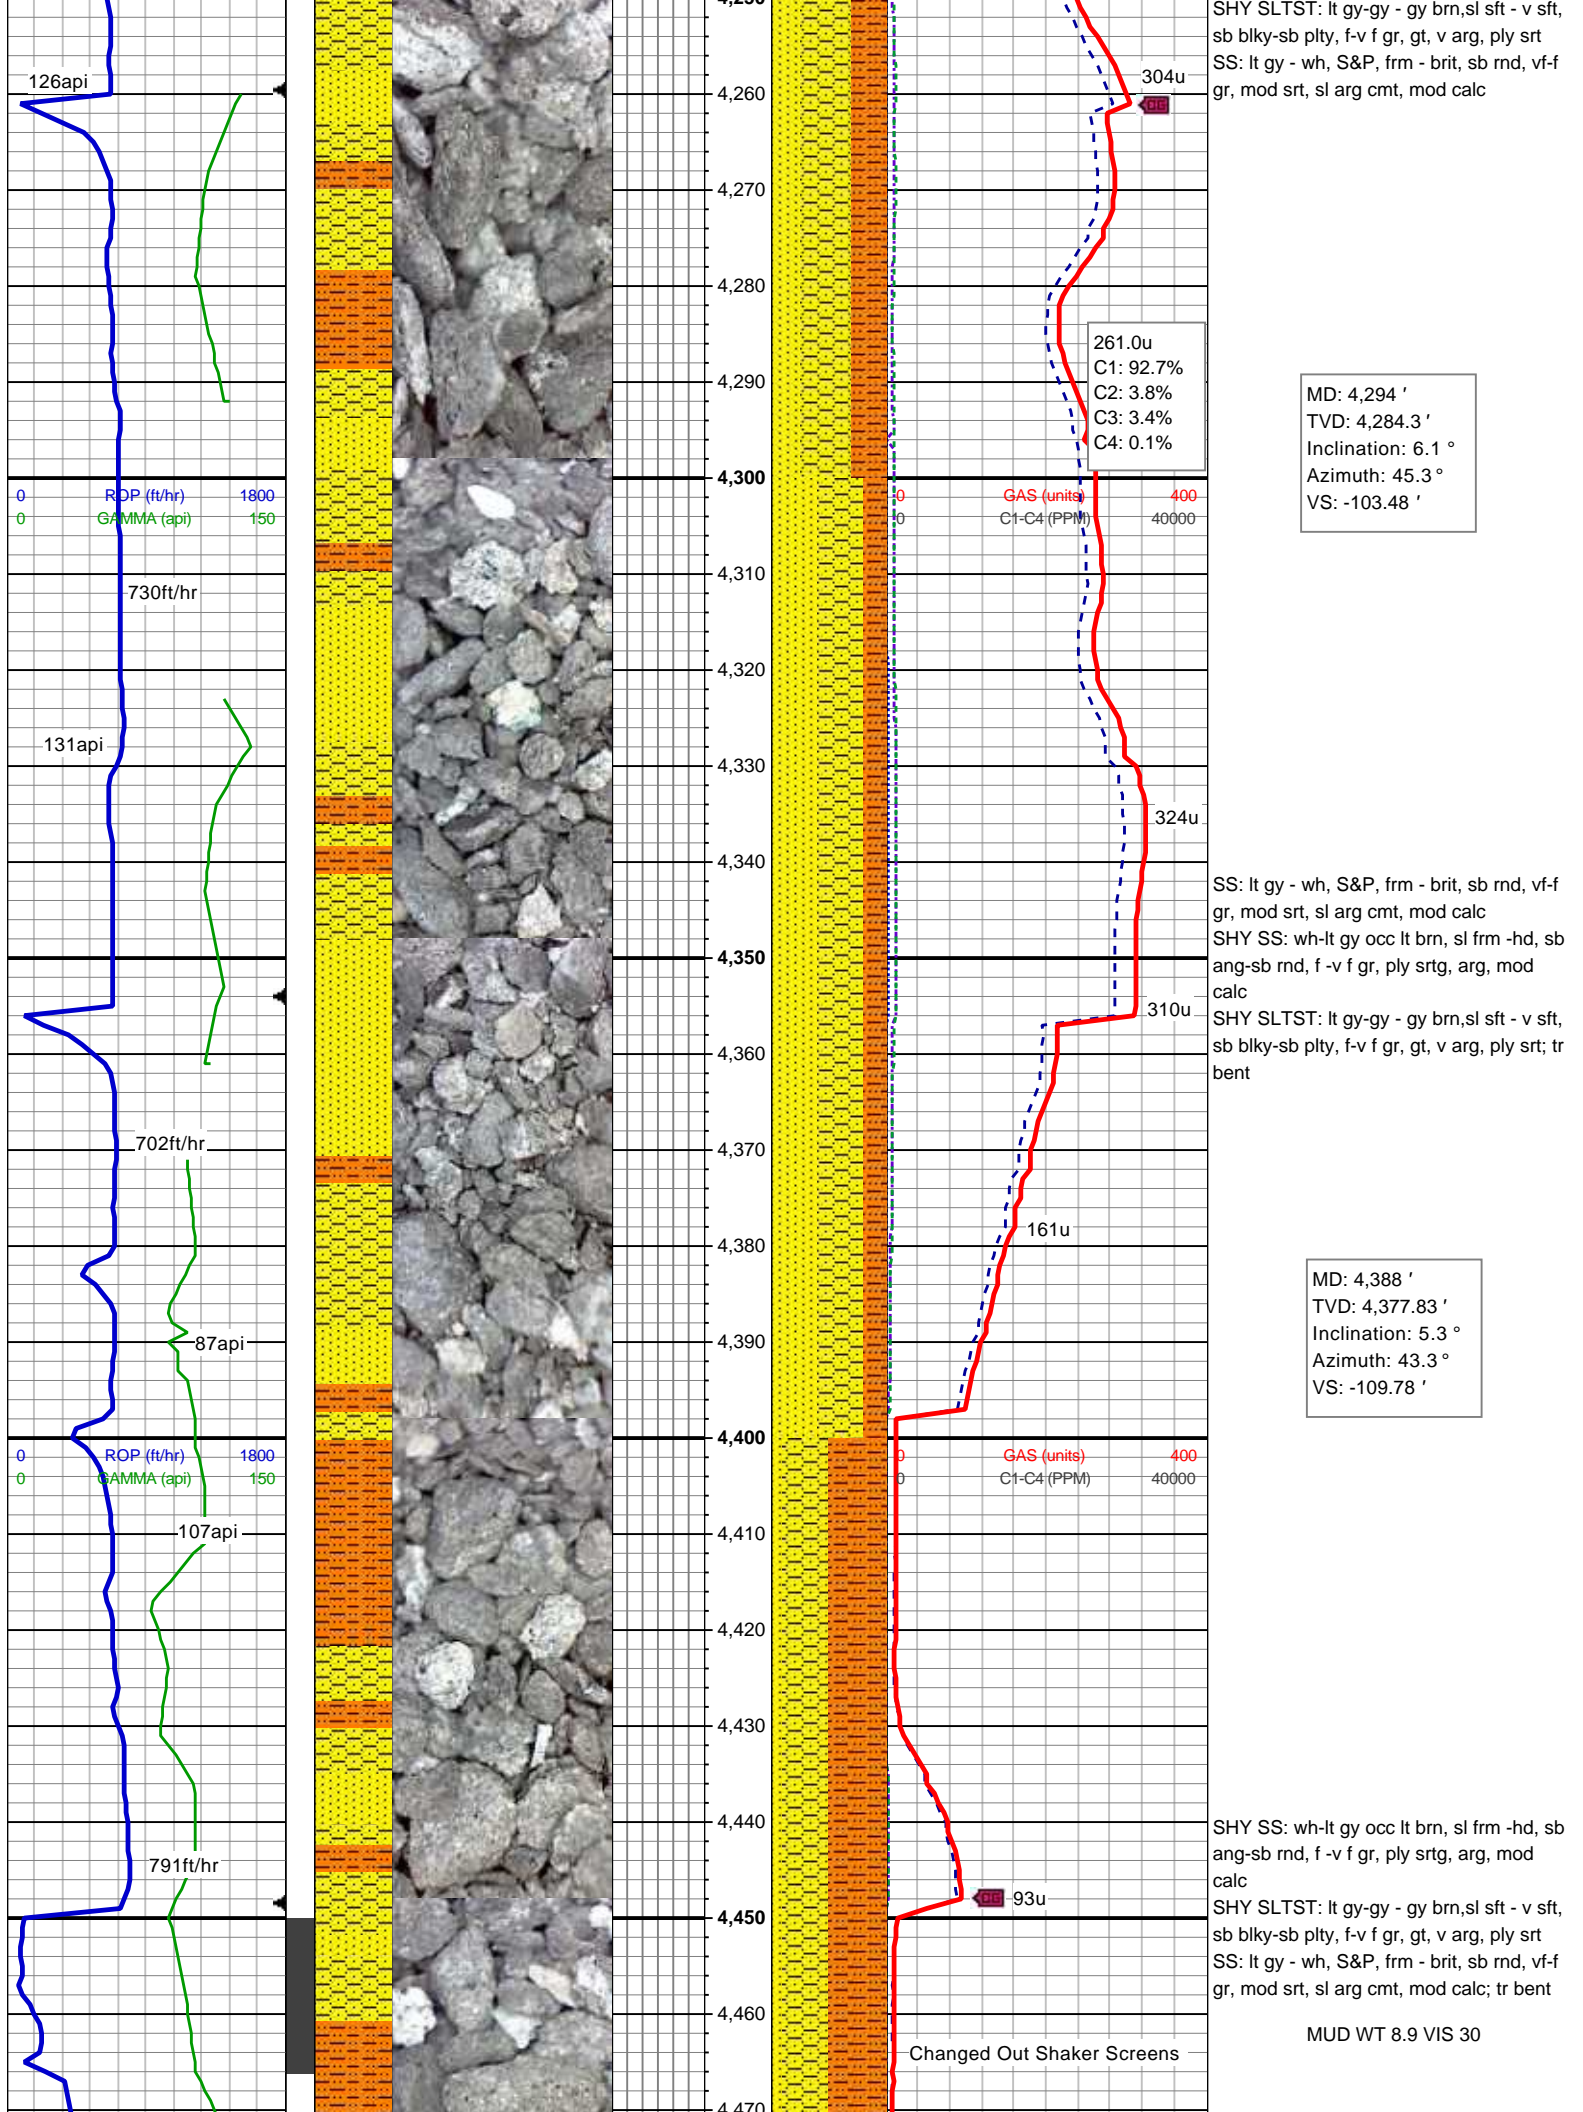 4,250
SHY SLTST: lt gy-gy - gy brn,sl sft - v sft,
sb blky-sb plty, f-v f gr, gt, v arg, ply srt
SS: lt gy - wh, S&P, frm - brit, sb rnd, vf-f
gr, mod srt, sl arg cmt, mod calc
126api
304u
4,260
CG
4,270
4,280
261.0u
C1: 92.7%
C2: 3.8%
C3: 3.4%
C4: 0.1%
4,290
MD: 4,294 '
TVD: 4,284.3 '
Inclination: 6.1 °
Azimuth: 45.3 °
VS: -103.48 '
4,300
0 ROP (ft/hr) 1800
0 GAMMA (api) 150
0 GAS (units) 400
0 C1-C4 (PPM) 40000
4,310
730ft/hr
4,320
131api
4,330
324u
4,340
SS: lt gy - wh, S&P, frm - brit, sb rnd, vf-f
gr, mod srt, sl arg cmt, mod calc
SHY SS: wh-lt gy occ lt brn, sl frm -hd, sb
ang-sb rnd, f -v f gr, ply srtg, arg, mod
calc
SHY SLTST: lt gy-gy - gy brn,sl sft - v sft,
sb blky-sb plty, f-v f gr, gt, v arg, ply srt; tr
bent
4,350
310u
4,360
702ft/hr
4,370
161u
4,380
MD: 4,388 '
TVD: 4,377.83 '
Inclination: 5.3 °
Azimuth: 43.3 °
VS: -109.78 '
87api
4,390
4,400
0 ROP (ft/hr) 1800
0 GAMMA (api) 150
0 GAS (units) 400
0 C1-C4 (PPM) 40000
107api
4,410
4,420
4,430
4,440
SHY SS: wh-lt gy occ lt brn, sl frm -hd, sb
ang-sb rnd, f -v f gr, ply srtg, arg, mod
calc
SHY SLTST: lt gy-gy - gy brn,sl sft - v sft,
sb blky-sb plty, f-v f gr, gt, v arg, ply srt
SS: lt gy - wh, S&P, frm - brit, sb rnd, vf-f
gr, mod srt, sl arg cmt, mod calc; tr bent
791ft/hr
CG
93u
4,450
4,460
MUD WT 8.9 VIS 30
Changed Out Shaker Screens
4,470